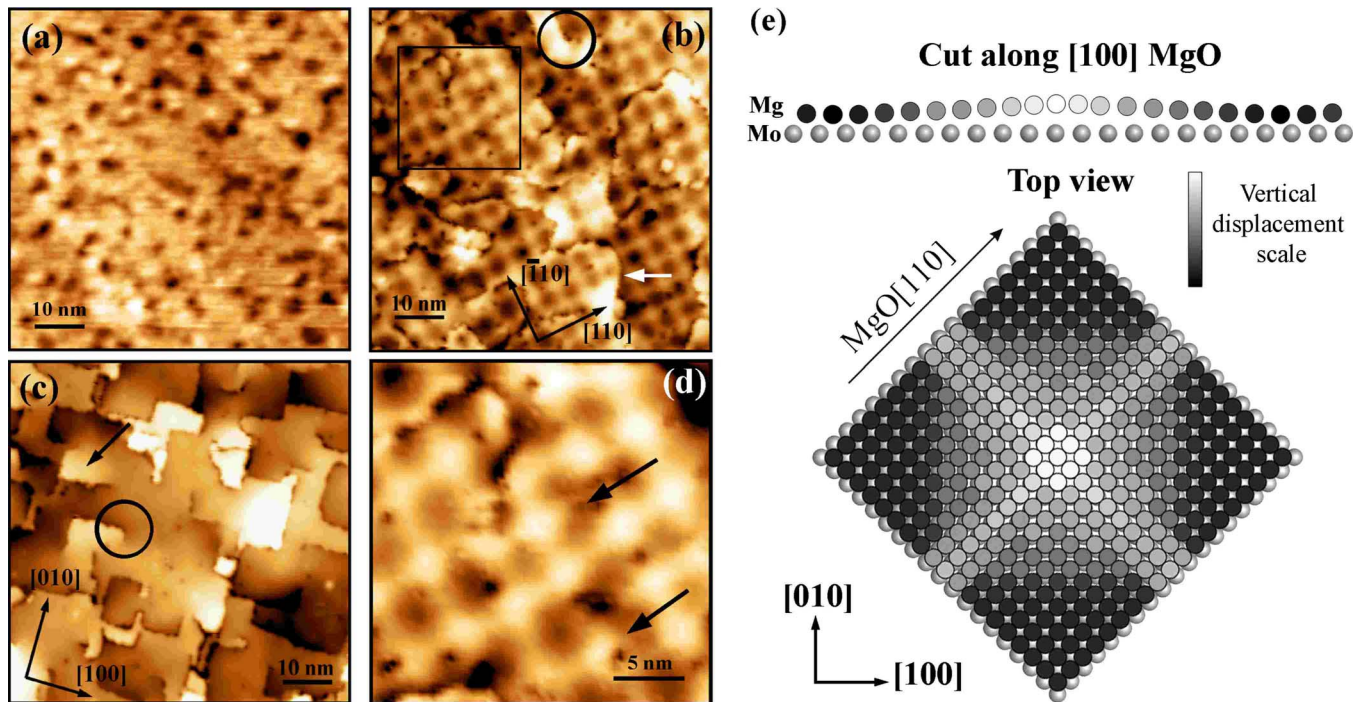 (a)
10 nm
(b)
[1̄10]
[110]
10 nm
(c)
[010]
[100]
10 nm
(d)
5 nm
(e)
Cut along [100] MgO
Mg
Mo
Top view
Vertical
displacement
scale
MgO[110]
[010]
[100]